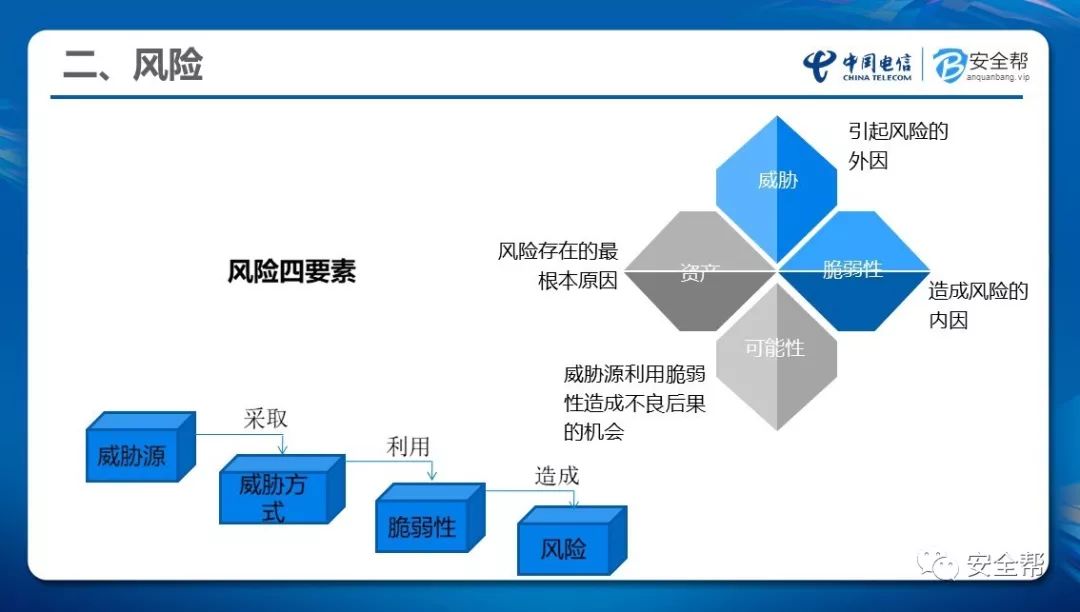 二、风险
中国电信
CHINA TELECOM
安全帮
anquanbang.vip
引起风险的
外因
威胁
风险存在的最
根本原因
资产
脆弱性
风险四要素
造成风险的
内因
可能性
威胁源利用脆弱
性造成不良后果
的机会
采取
威胁源
利用
威胁方
式
造成
脆弱性
风险
安全帮